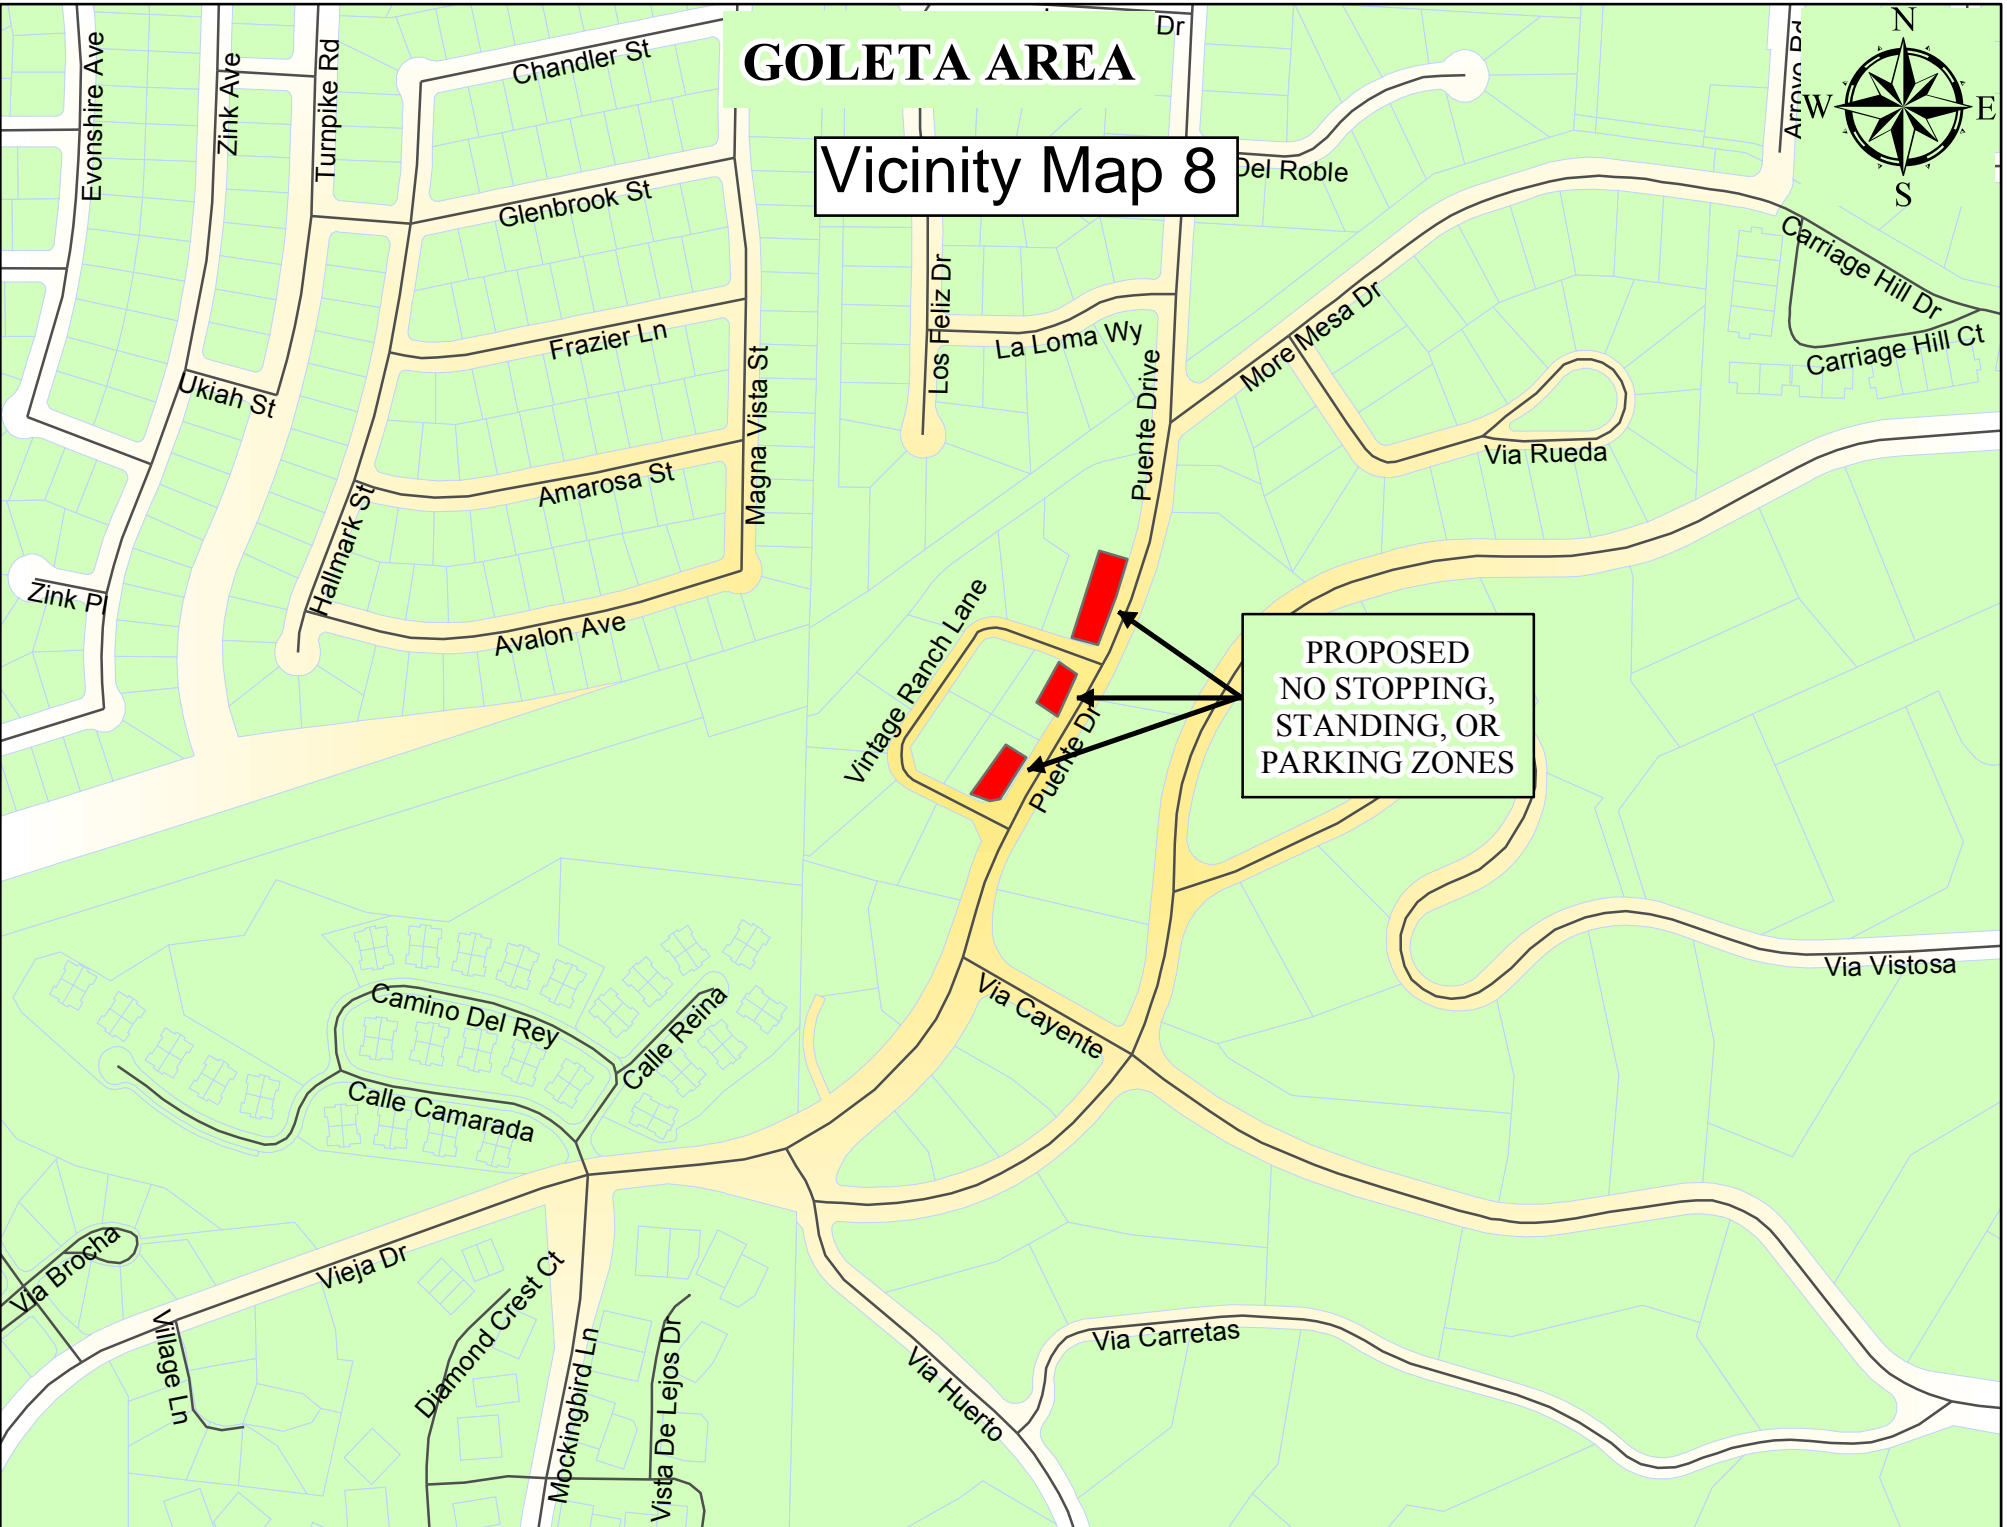 GOLETA AREA
Vicinity Map 8
N
W
E
S
Dr
Evonshire Ave
Zink Ave
Turnpike Rd
Chandler St
Glenbrook St
Frazier Ln
Amarosa St
Avalon Ave
Ukiah St
Hallmark St
Magna Vista St
Zink Pl
Los Feliz Dr
La Loma Wy
Puente Drive
Del Roble
More Mesa Dr
Arroyo Rd
Carriage Hill Dr
Carriage Hill Ct
Via Rueda
Vintage Ranch Lane
Puente Dr
PROPOSED
NO STOPPING,
STANDING, OR
PARKING ZONES
Via Vistosa
Via Cayente
Camino Del Rey
Calle Reina
Calle Camarada
Via Brocha
Vieja Dr
Village Ln
Diamond Crest Ct
Mockingbird Ln
Vista De Lejos Dr
Via Huerto
Via Carretas